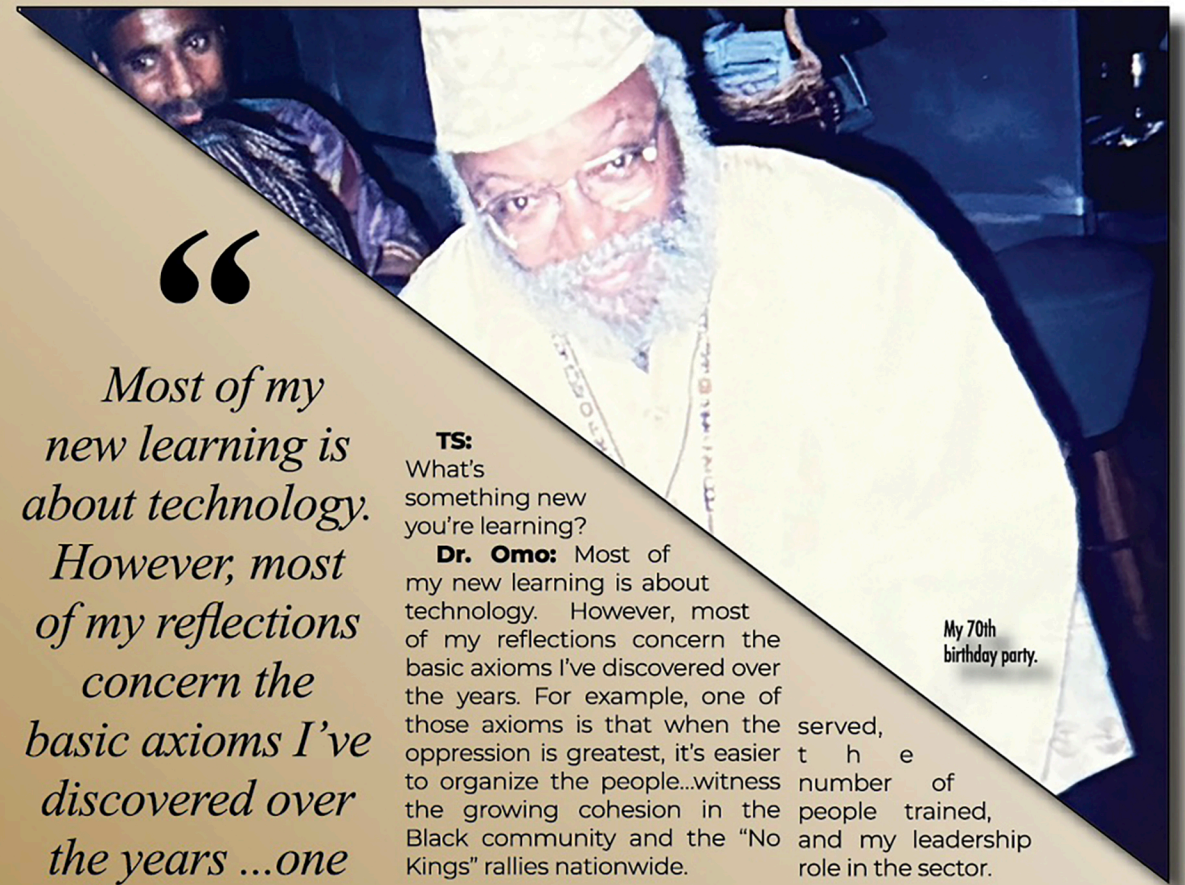 “
Most of my
new learning is
about technology.
However, most
of my reflections
concern the
basic axioms I’ve
discovered over
the years ...one
TS:
What’s
something new
you’re learning?
Dr. Omo: Most of
my new learning is about
technology. However, most
of my reflections concern the
basic axioms I’ve discovered over
the years. For example, one of
those axioms is that when the
oppression is greatest, it’s easier
to organize the people...witness
the growing cohesion in the
Black community and the “No
Kings” rallies nationwide.
served,
t h e
number of
people trained,
and my leadership
role in the sector.
My 70th
birthday party.